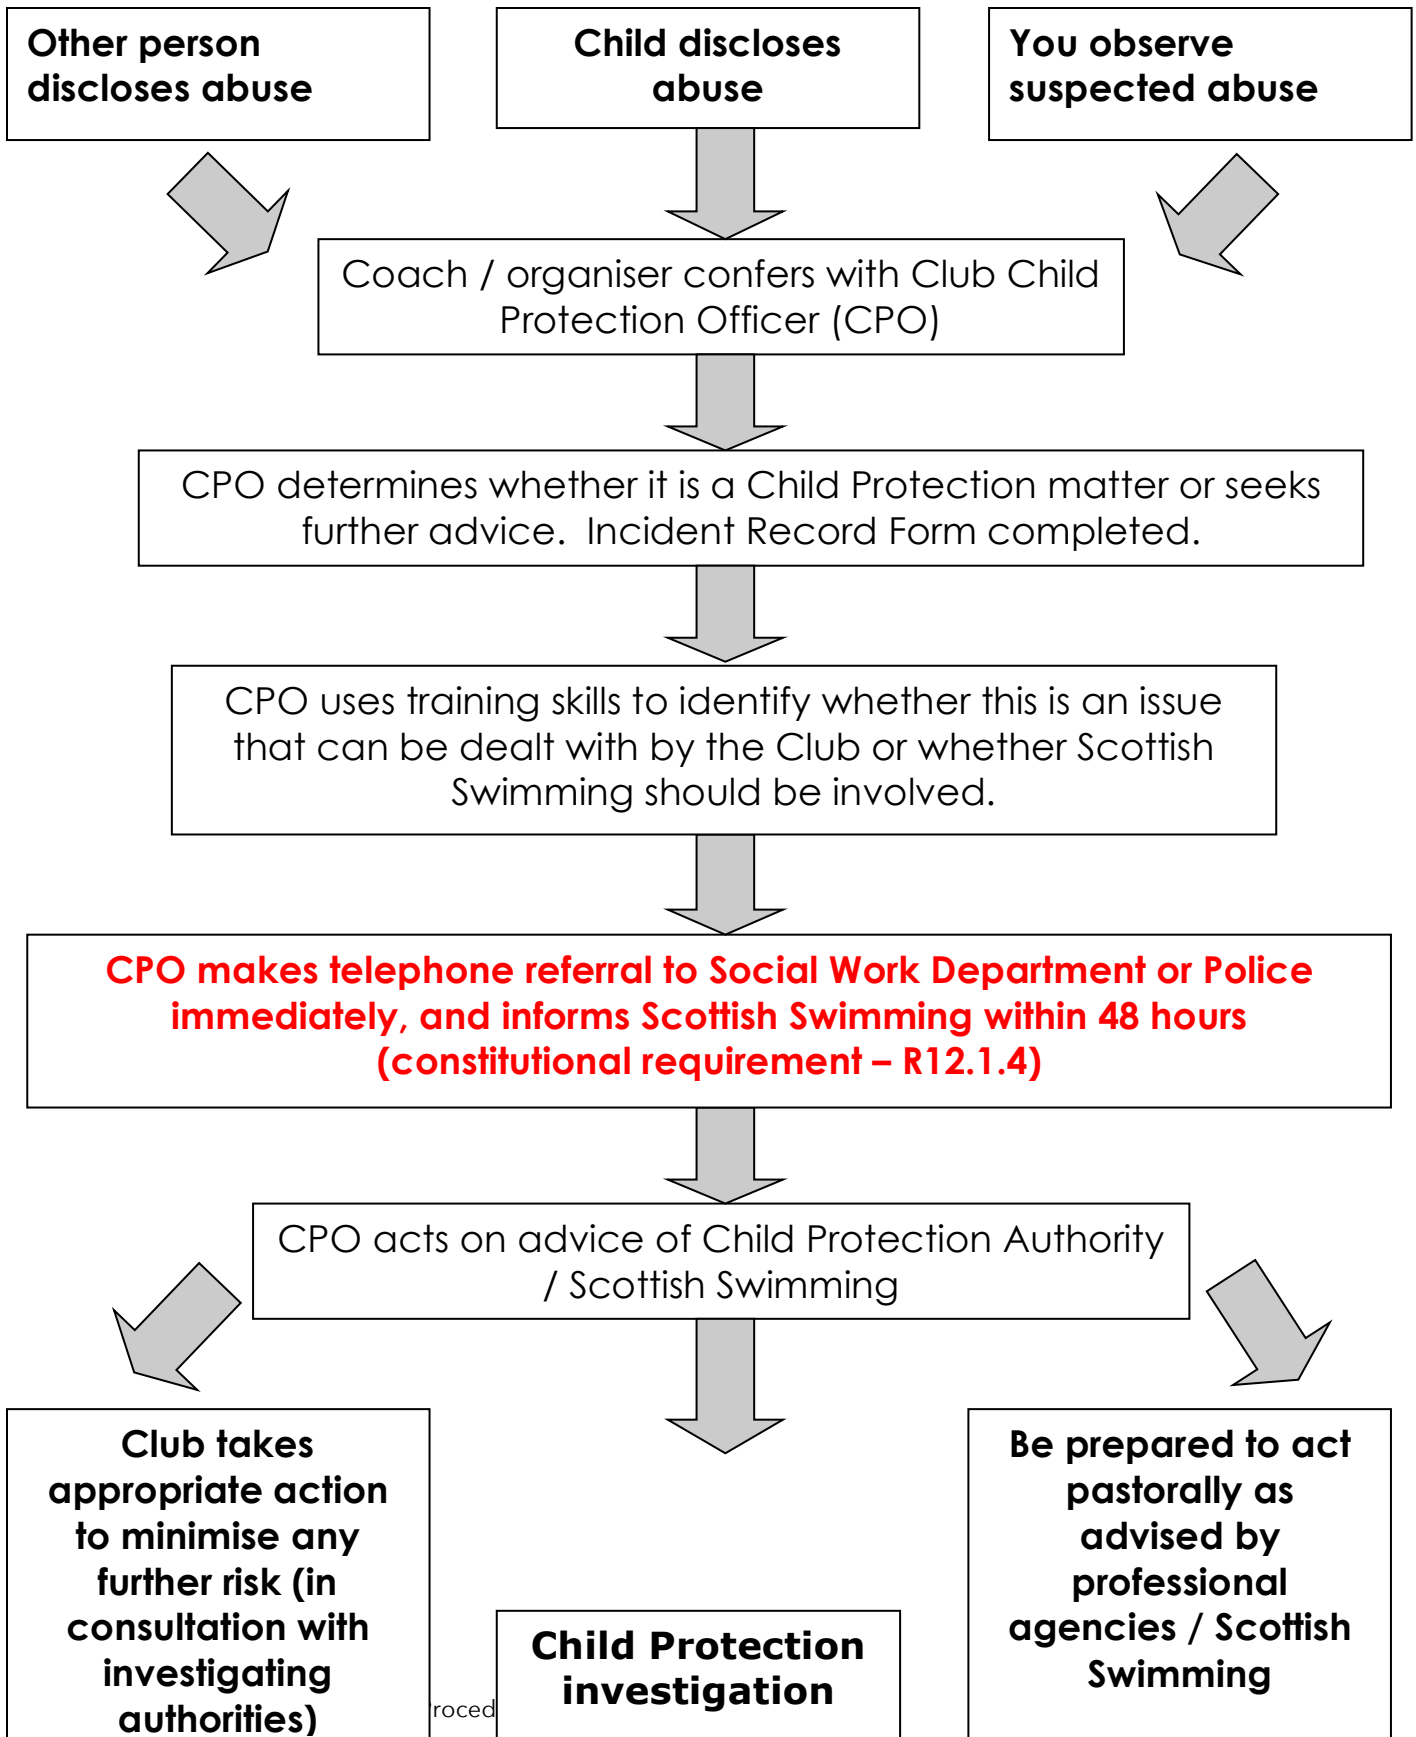 Other person
discloses abuse
Child discloses
abuse
You observe
suspected abuse
Coach / organiser confers with Club Child
Protection Officer (CPO)
CPO determines whether it is a Child Protection matter or seeks
further advice.  Incident Record Form completed.
CPO uses training skills to identify whether this is an issue
that can be dealt with by the Club or whether Scottish
Swimming should be involved.
CPO makes telephone referral to Social Work Department or Police
immediately, and informs Scottish Swimming within 48 hours
(constitutional requirement – R12.1.4)
CPO acts on advice of Child Protection Authority
/ Scottish Swimming
Club takes
appropriate action
to minimise any
further risk (in
consultation with
investigating
authorities)
Child Protection
investigation
Be prepared to act
pastorally as
advised by
professional
agencies / Scottish
Swimming